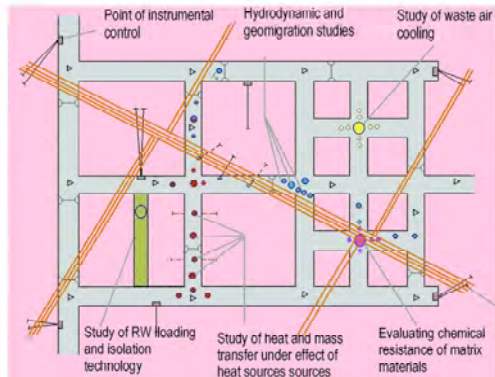 Point of instrumental
control
Hydrodynamic and
geomigration studies
Study of waste air
cooling
Study of RW loading
and isolation
technology
Study of heat and mass
transfer under effect of
heat sources sources
Evaluating chemical
resistance of matrix
materials